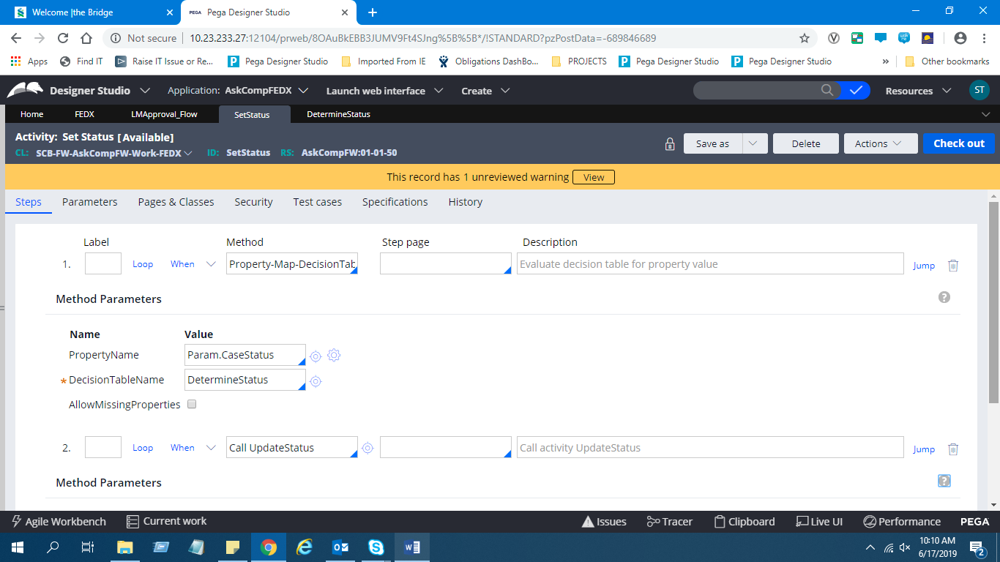 Welcome |the Bridge
PEGA Pega Designer Studio
Not secure | 10.23.233.27:12104/prweb/8OAuBkEBB3JUMV9Ft4SJng%5B%5B*/!STANDARD?pzPostData=-689846689
Apps Find IT Raise IT Issue or Re... Pega Designer Studio Imported From IE Obligations DashBo... PROJECTS Pega Designer Studio Pega Designer Studio » Other bookmarks
Designer Studio Application: AskCompFEDX Launch web interface Create Resources ST
Home FEDX LMApproval_Flow SetStatus DetermineStatus
Activity: Set Status [Available]
CL: SCB-FW-AskCompFW-Work-FEDX ID: SetStatus RS: AskCompFW:01-01-50
Save as Delete Actions Check out
This record has 1 unreviewed warning View
Steps Parameters Pages & Classes Security Test cases Specifications History
Label Method Step page Description
1. Loop When Property-Map-DecisionTab Evaluate decision table for property value Jump
Method Parameters ?
Name Value
PropertyName Param.CaseStatus
* DecisionTableName DetermineStatus
AllowMissingProperties
2. Loop When Call UpdateStatus Call activity UpdateStatus Jump
Method Parameters ?
Agile Workbench Current work Issues Tracer Clipboard Live UI Performance PEGA
10:10 AM
6/17/2019
2